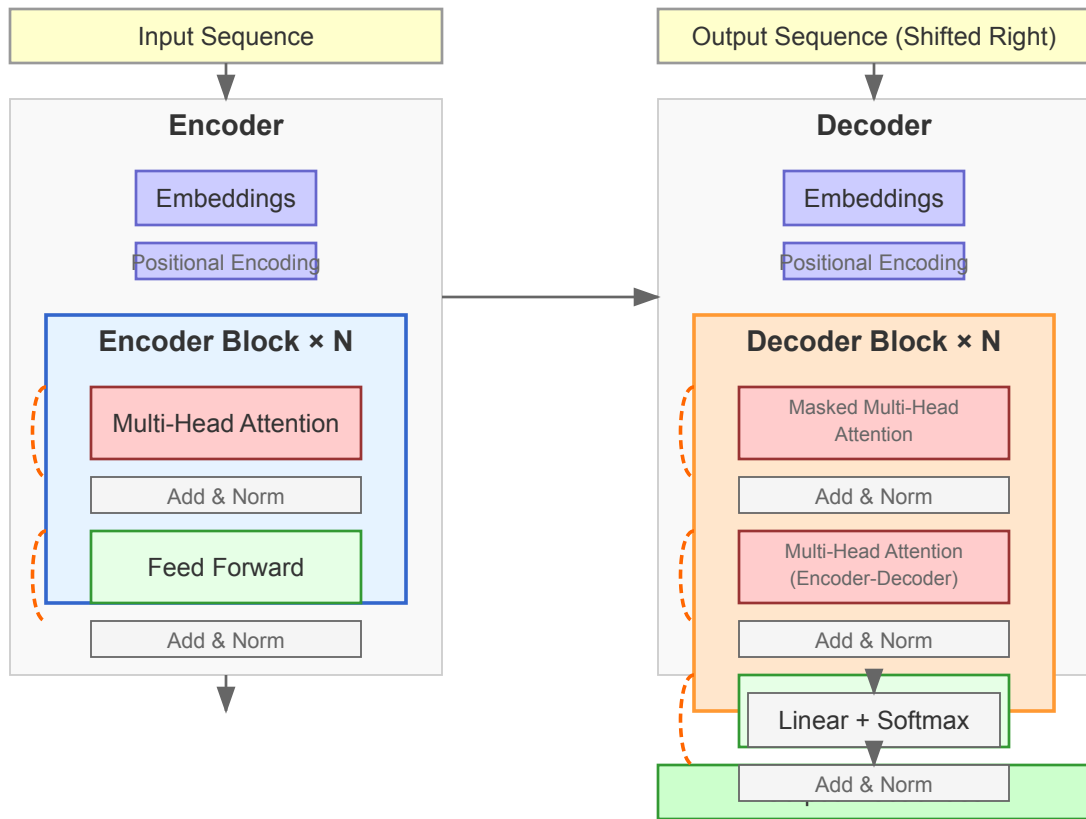 Input Sequence
Encoder
Embeddings
Positional Encoding
Encoder Block × N
Multi-Head Attention
Add & Norm
Feed Forward
Add & Norm
Output Sequence (Shifted Right)
Decoder
Embeddings
Positional Encoding
Decoder Block × N
Masked Multi-Head
Attention
Add & Norm
Multi-Head Attention
(Encoder-Decoder)
Add & Norm
Linear + Softmax
Add & Norm